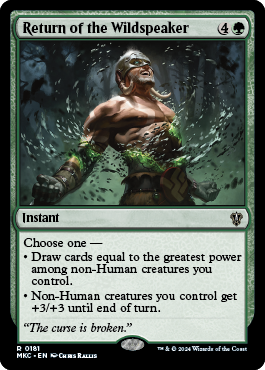 Return of the Wildspeaker 4
Instant
Choose one —
• Draw cards equal to the greatest power
among non-Human creatures you
control.
• Non-Human creatures you control get
+3/+3 until end of turn.
“The curse is broken.”
R 0181
MKC • EN Chris Rallis
™ & © 2024 Wizards of the Coast